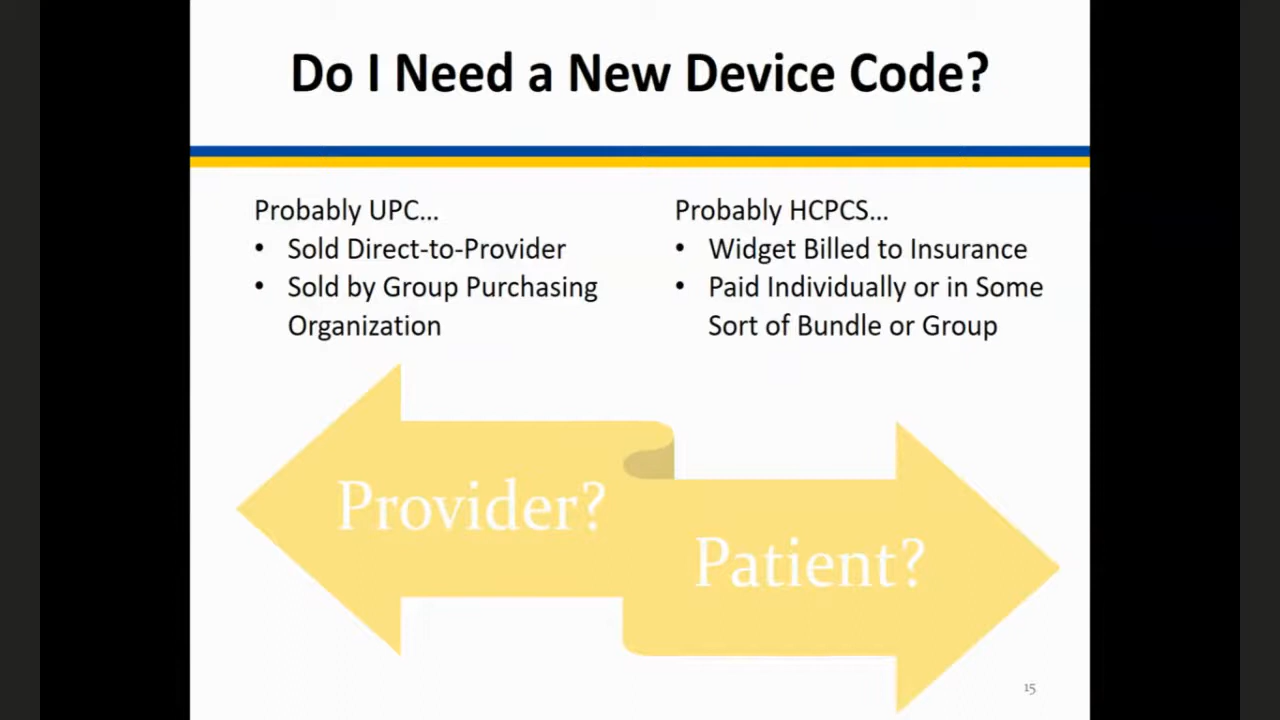 Do I Need a New Device Code?
Probably UPC...
• Sold Direct-to-Provider
• Sold by Group Purchasing
Organization
Probably HCPCS...
• Widget Billed to Insurance
• Paid Individually or in Some
Sort of Bundle or Group
Provider?
Patient?
15